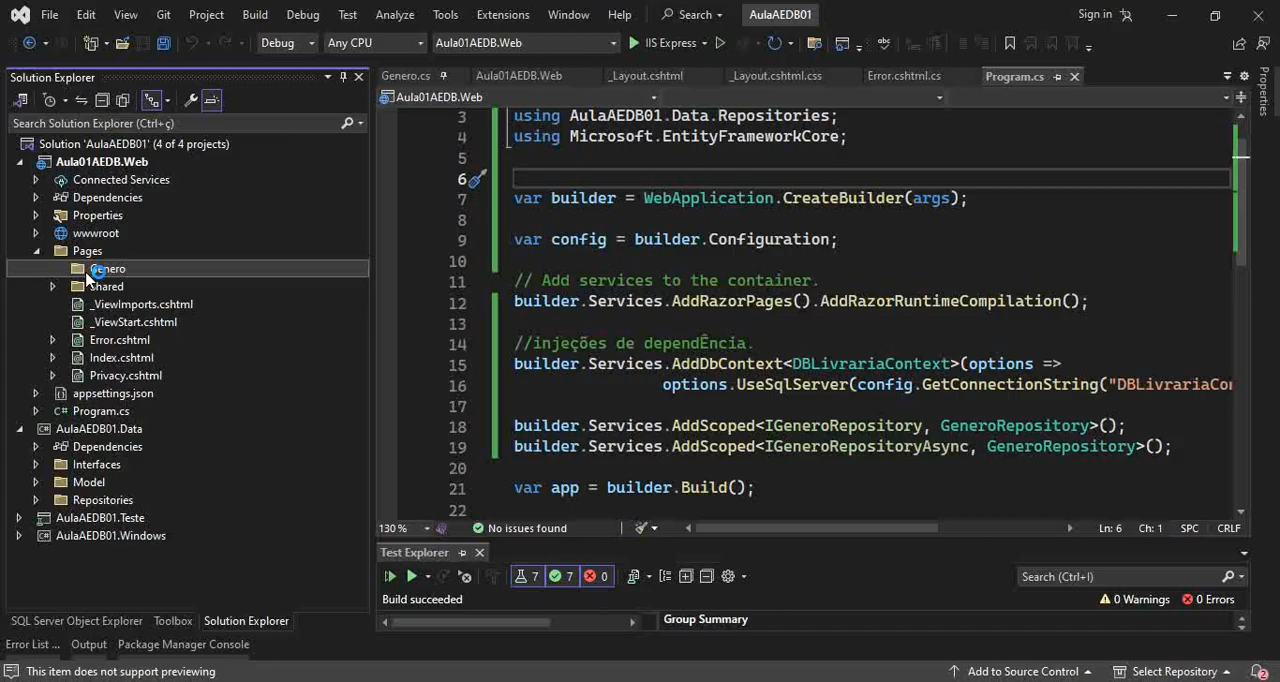 File Edit View Git Project Build Debug Test Analyze Tools Extensions Window Help Search AulaAEDB01 Sign in
Debug Any CPU AulaAEDB01.Web IIS Express
Solution Explorer
Search Solution Explorer (Ctrl+ç)
Solution 'AulaAEDB01' (4 of 4 projects)
Aula01AEDB.Web
Connected Services
Dependencies
Properties
wwwroot
Pages
Genero
Shared
_ViewImports.cshtml
_ViewStart.cshtml
Error.cshtml
Index.cshtml
Privacy.cshtml
appsettings.json
Program.cs
AulaAEDB01.Data
Dependencies
Interfaces
Model
Repositories
AulaAEDB01.Teste
AulaAEDB01.Windows
SQL Server Object Explorer Toolbox Solution Explorer
Genero.cs Aula01AEDB.Web _Layout.cshtml _Layout.cshtml.css Error.cshtml.cs Program.cs
Aula01AEDB.Web
3 using AulaAEDB01.Data.Repositories;
4 using Microsoft.EntityFrameworkCore;
5
6
7 var builder = WebApplication.CreateBuilder(args);
8
9 var config = builder.Configuration;
10
11 // Add services to the container.
12 builder.Services.AddRazorPages().AddRazorRuntimeCompilation();
13
14 //injeções de dependÊncia.
15 builder.Services.AddDbContext<DBLivrariaContext>(options =>
16 options.UseSqlServer(config.GetConnectionString("DBLivrariaCon
17
18 builder.Services.AddScoped<IGeneroRepository, GeneroRepository>();
19 builder.Services.AddScoped<IGeneroRepositoryAsync, GeneroRepository>();
20
21 var app = builder.Build();
22
130 % No issues found Ln: 6 Ch: 1 SPC CRLF
Test Explorer
7 7 0 Search (Ctrl+I)
Build succeeded 0 Warnings 0 Errors
Group Summary
Properties
Error List ... Output Package Manager Console
This item does not support previewing Add to Source Control Select Repository 2